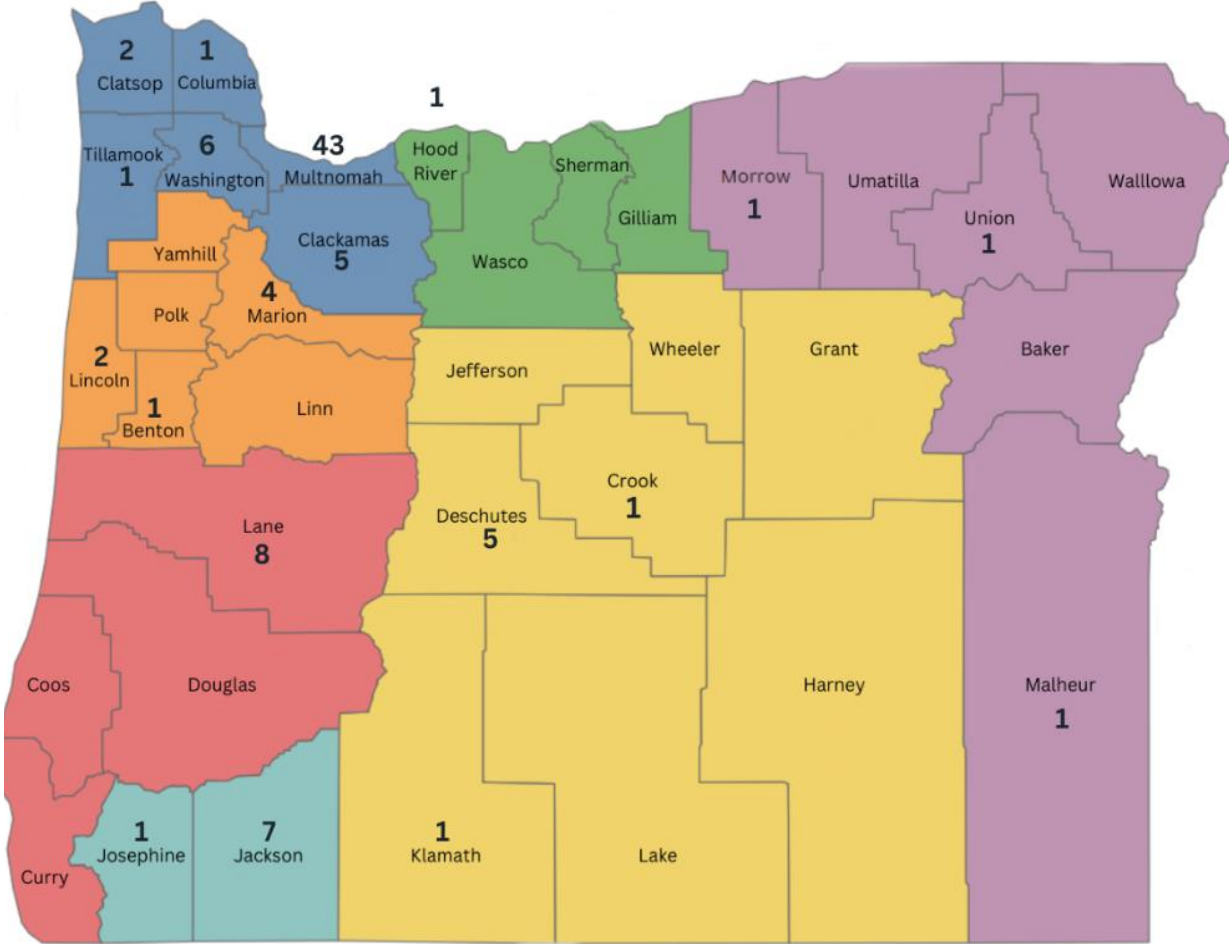 2
Clatsop
1
Columbia
1
43
Multnomah
Hood
River
Sherman
Tillamook
1
6
Washington
Morrow
1
Umatilla
Walllowa
Gilliam
Union
1
Clackamas
5
Yamhill
Wasco
4
Marion
Polk
2
Lincoln
1
Benton
Linn
Jefferson
Wheeler
Grant
Baker
Crook
1
Deschutes
5
Lane
8
Coos
Douglas
Harney
Malheur
1
1
Josephine
7
Jackson
1
Klamath
Lake
Curry